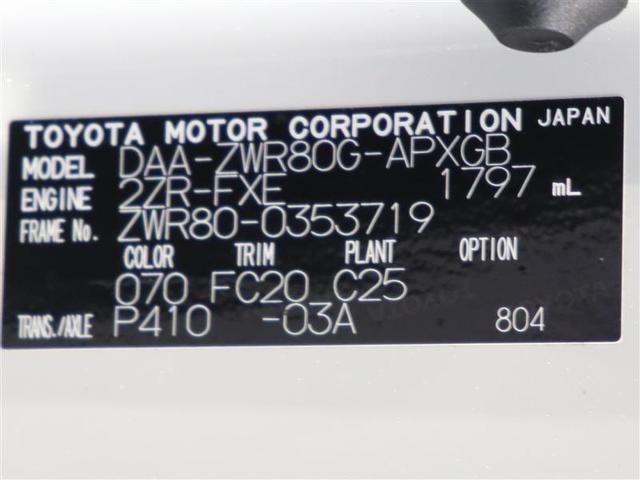 TOYOTA MOTOR CORPORATION JAPAN
MODEL DAA-ZWR80G-APXGB
ENGINE 2ZR-FXE 1797 mL
FRAME No. ZWR80-0353719
COLOR TRIM PLANT OPTION
070 FC20 C25
TRANS./AXLE P410 -03A 804